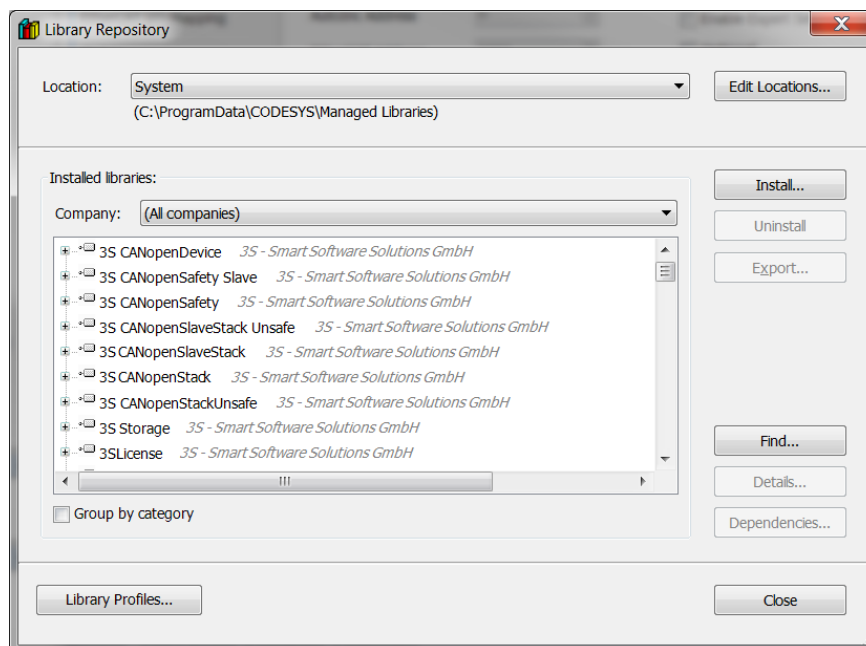 Library Repository
Location: System Edit Locations...
(C:\ProgramData\CODESYS\Managed Libraries)
Installed libraries:
Install...
Company: (All companies)
Uninstall
3S CANopenDevice 3S - Smart Software Solutions GmbH
Export...
3S CANopenSafety Slave 3S - Smart Software Solutions GmbH
3S CANopenSafety 3S - Smart Software Solutions GmbH
3S CANopenSlaveStack Unsafe 3S - Smart Software Solutions GmbH
3S CANopenSlaveStack 3S - Smart Software Solutions GmbH
3S CANopenStack 3S - Smart Software Solutions GmbH
3S CANopenStackUnsafe 3S - Smart Software Solutions GmbH
3S Storage 3S - Smart Software Solutions GmbH
Find...
3SLicense 3S - Smart Software Solutions GmbH
Details...
Group by category
Dependencies...
Library Profiles... Close